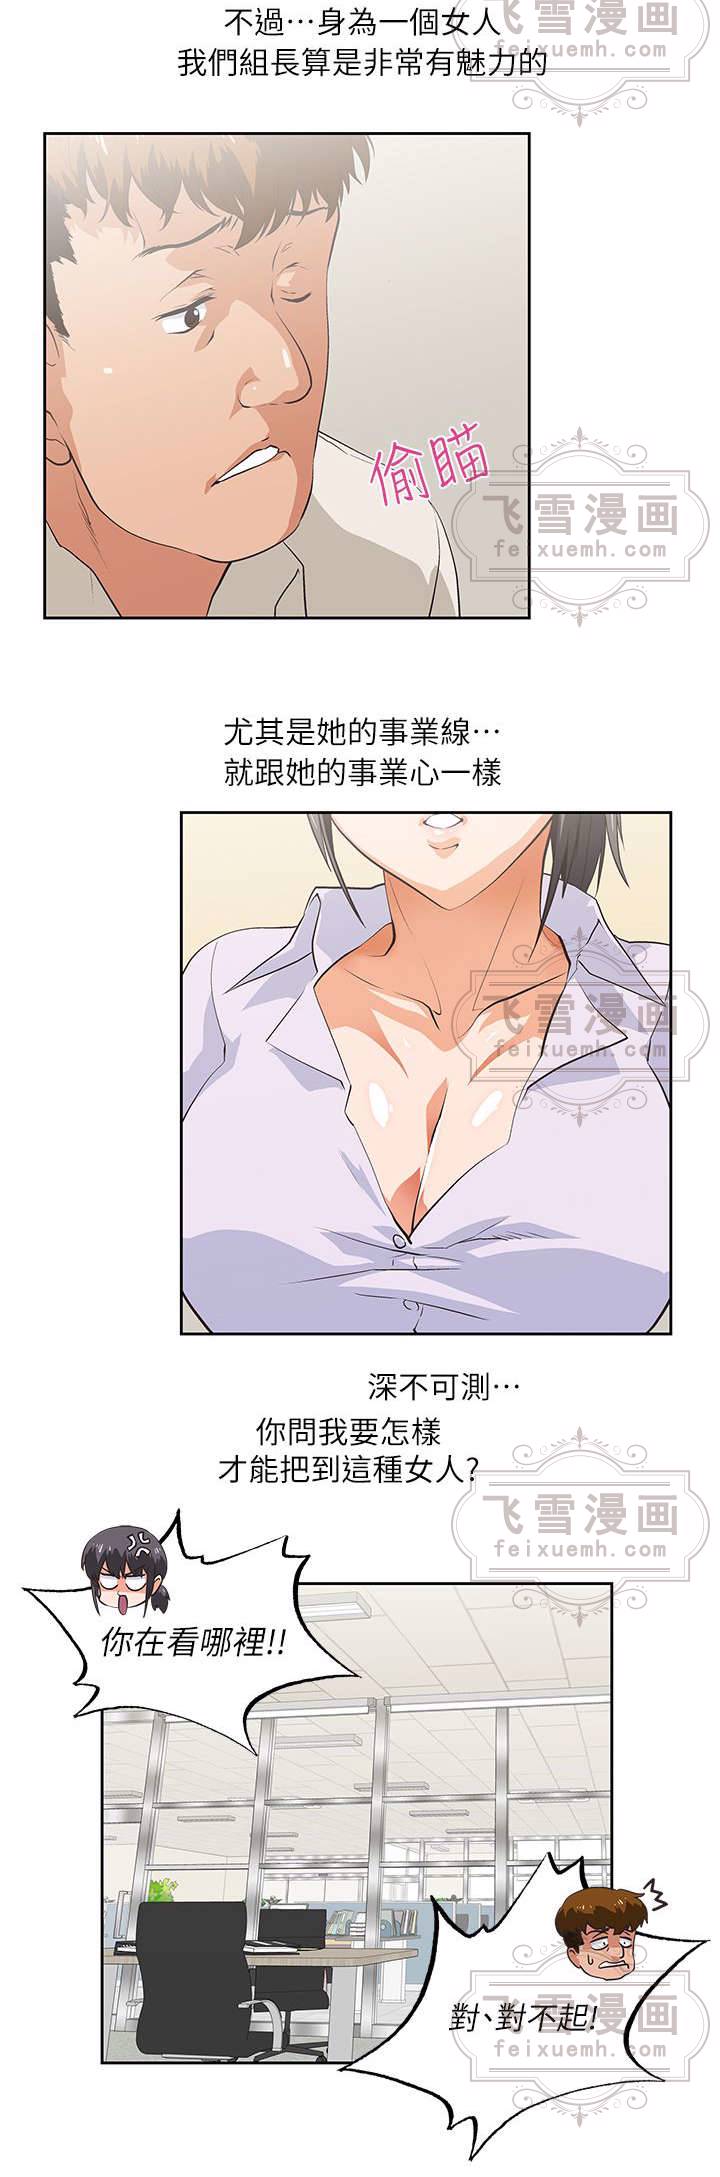 不過…身為一個女人
我們組長算是非常有魅力的
飞雪漫画
feixuemh.com
偷瞄
飞雪漫画
feixuemh.com
尤其是她的事業線…
就跟她的事業心一樣
飞雪漫画
feixuemh.com
深不可測…
你問我要怎樣
才能把到這種女人?
飞雪漫画
feixuemh.com
你在看哪裡!!
對、對不起!
飞雪漫画
feixuemh.com